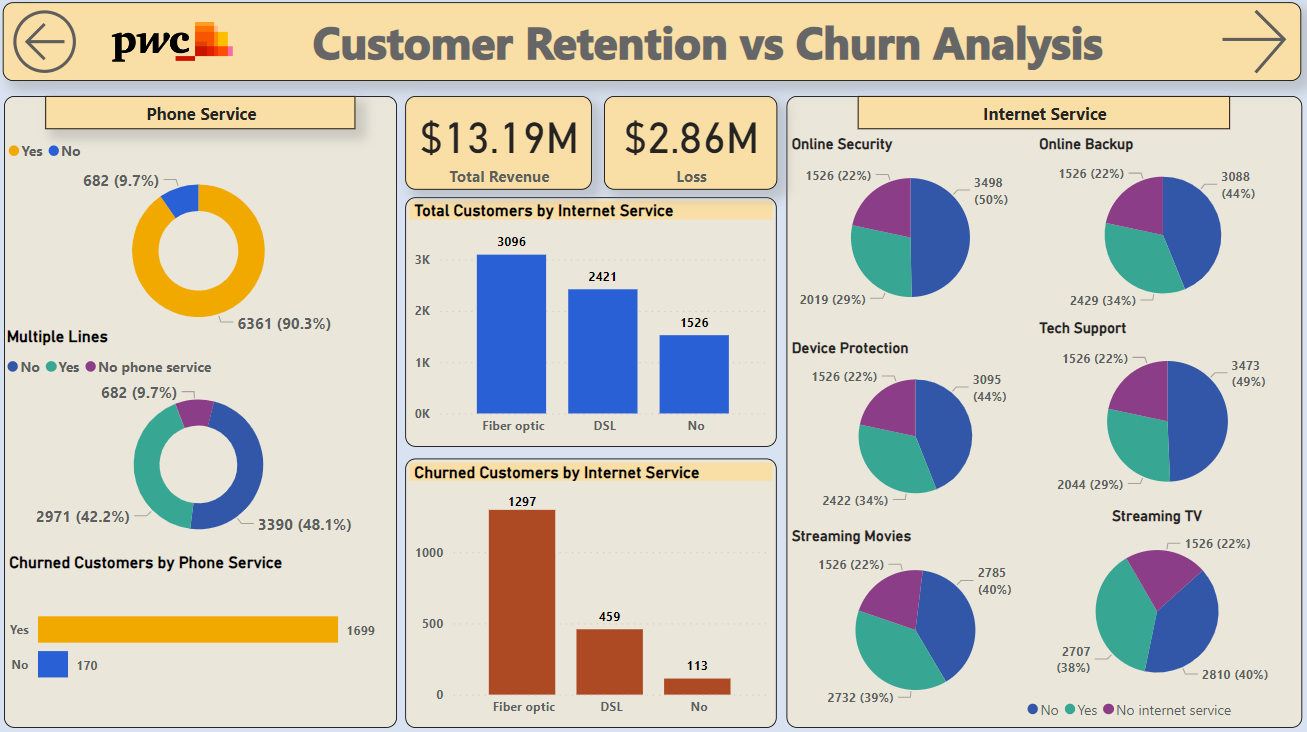 pwc
Customer Retention vs Churn Analysis
Phone Service
Yes No
682 (9.7%)
6361 (90.3%)
Multiple Lines
No Yes No phone service
682 (9.7%)
2971 (42.2%)
3390 (48.1%)
Churned Customers by Phone Service
Yes 1699
No 170
$13.19M
Total Revenue
$2.86M
Loss
Total Customers by Internet Service
3K
2K
1K
0K
3096
2421
1526
Fiber optic DSL No
Churned Customers by Internet Service
1000
500
0
1297
459
113
Fiber optic DSL No
Internet Service
Online Security
1526 (22%)
3498
(50%)
2019 (29%)
Online Backup
1526 (22%)
3088
(44%)
2429 (34%)
Device Protection
1526 (22%)
3095
(44%)
2422 (34%)
Tech Support
1526 (22%)
3473
(49%)
2044 (29%)
Streaming Movies
1526 (22%)
2785
(40%)
2732 (39%)
Streaming TV
1526 (22%)
2707
(38%)
2810 (40%)
No Yes No internet service